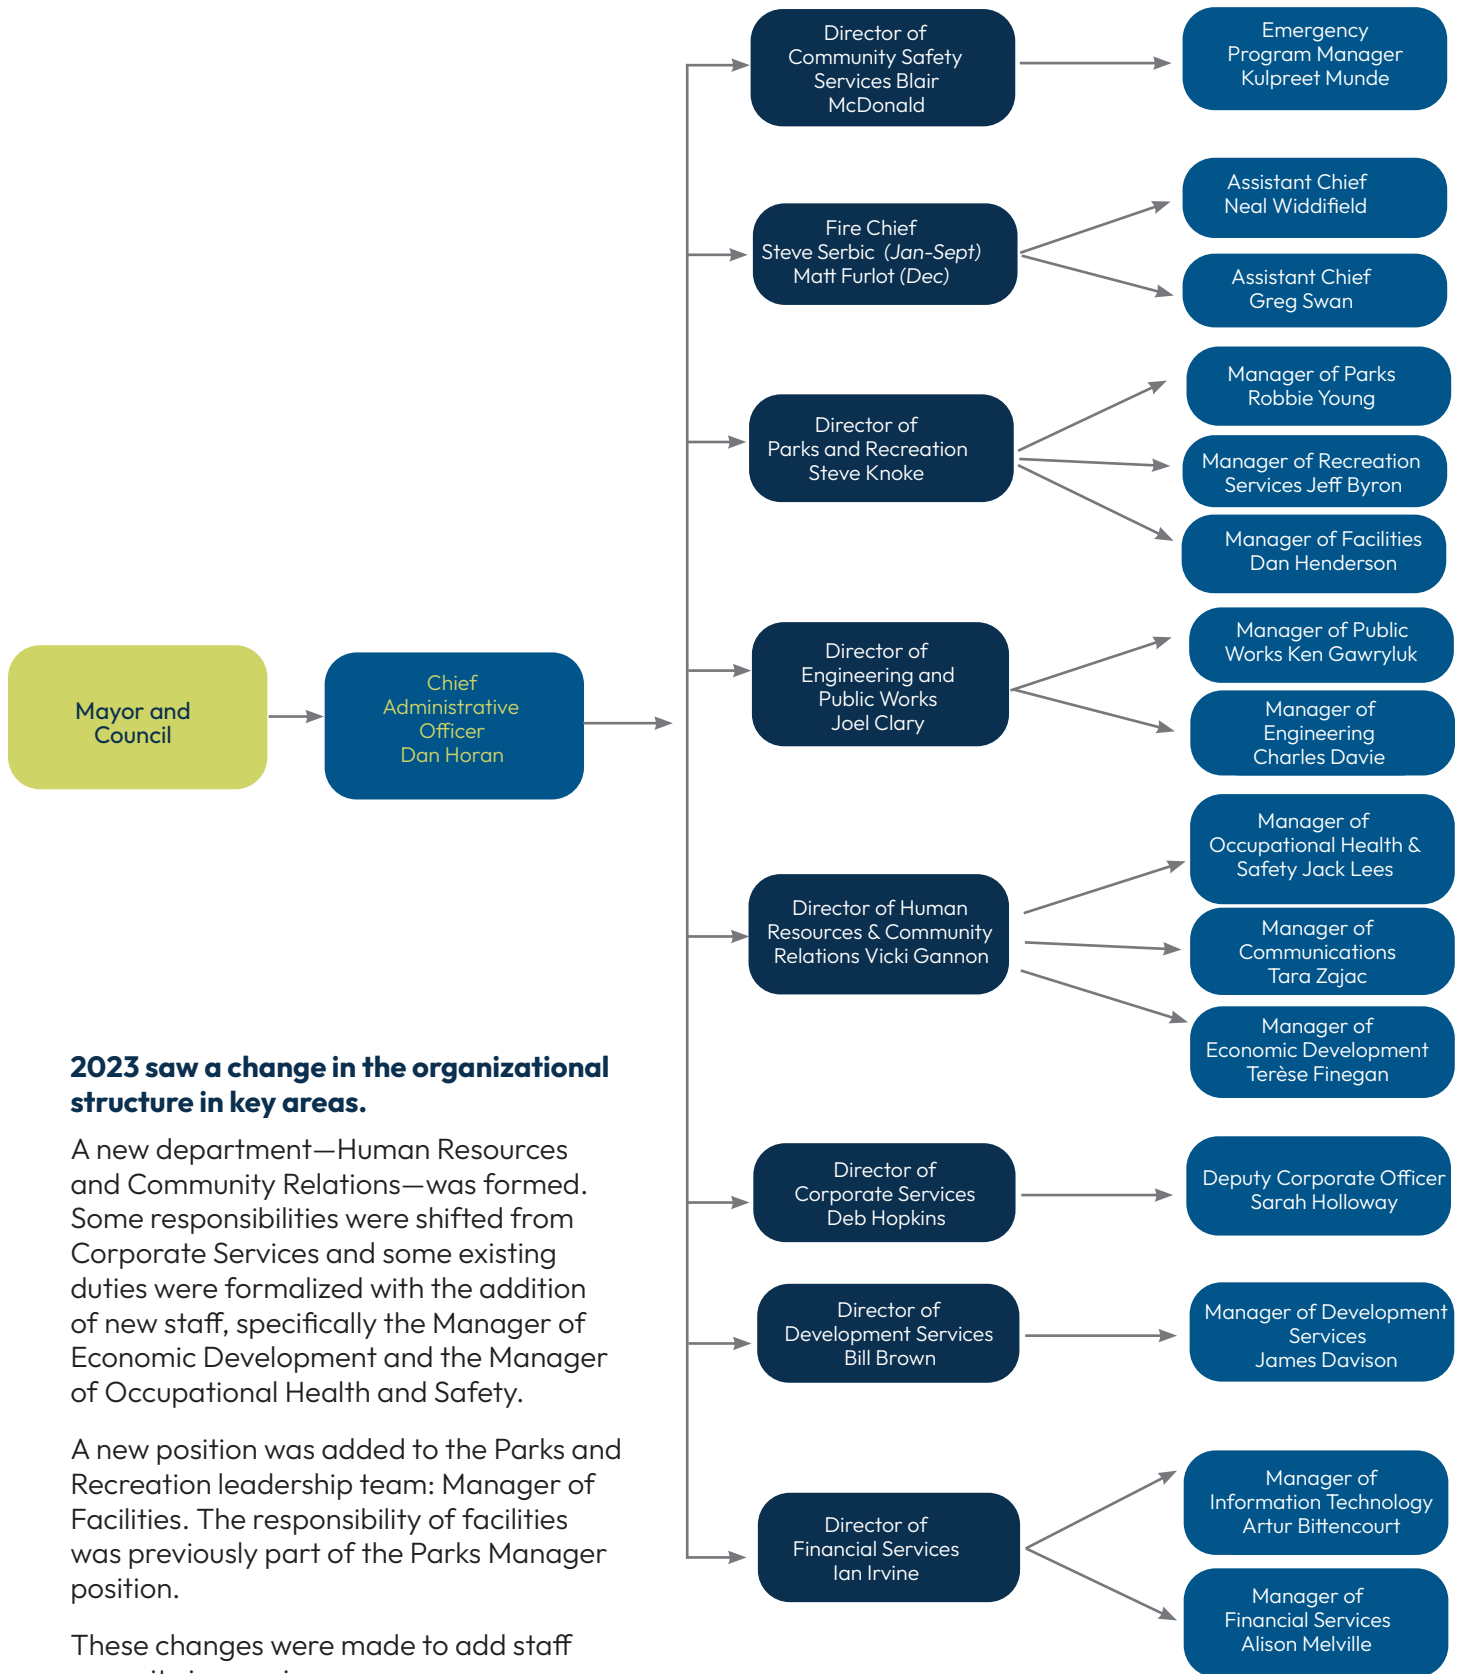 Mayor and
Council
Chief
Administrative
Officer
Dan Horan
Director of
Community Safety
Services Blair
McDonald
Emergency
Program Manager
Kulpreet Munde
Fire Chief
Steve Serbic (Jan-Sept)
Matt Furlot (Dec)
Assistant Chief
Neal Widdifield
Assistant Chief
Greg Swan
Director of
Parks and Recreation
Steve Knoke
Manager of Parks
Robbie Young
Manager of Recreation
Services Jeff Byron
Manager of Facilities
Dan Henderson
Director of
Engineering and
Public Works
Joel Clary
Manager of Public
Works Ken Gawryluk
Manager of
Engineering
Charles Davie
Director of Human
Resources & Community
Relations Vicki Gannon
Manager of
Occupational Health &
Safety Jack Lees
Manager of
Communications
Tara Zajac
Manager of
Economic Development
Terèse Finegan
Director of
Corporate Services
Deb Hopkins
Deputy Corporate Officer
Sarah Holloway
Director of
Development Services
Bill Brown
Manager of Development
Services
James Davison
Director of
Financial Services
Ian Irvine
Manager of
Information Technology
Artur Bittencourt
Manager of
Financial Services
Alison Melville
2023 saw a change in the organizational
structure in key areas.
A new department—Human Resources
and Community Relations—was formed.
Some responsibilities were shifted from
Corporate Services and some existing
duties were formalized with the addition
of new staff, specifically the Manager of
Economic Development and the Manager
of Occupational Health and Safety.
A new position was added to the Parks and
Recreation leadership team: Manager of
Facilities. The responsibility of facilities
was previously part of the Parks Manager
position.
These changes were made to add staff